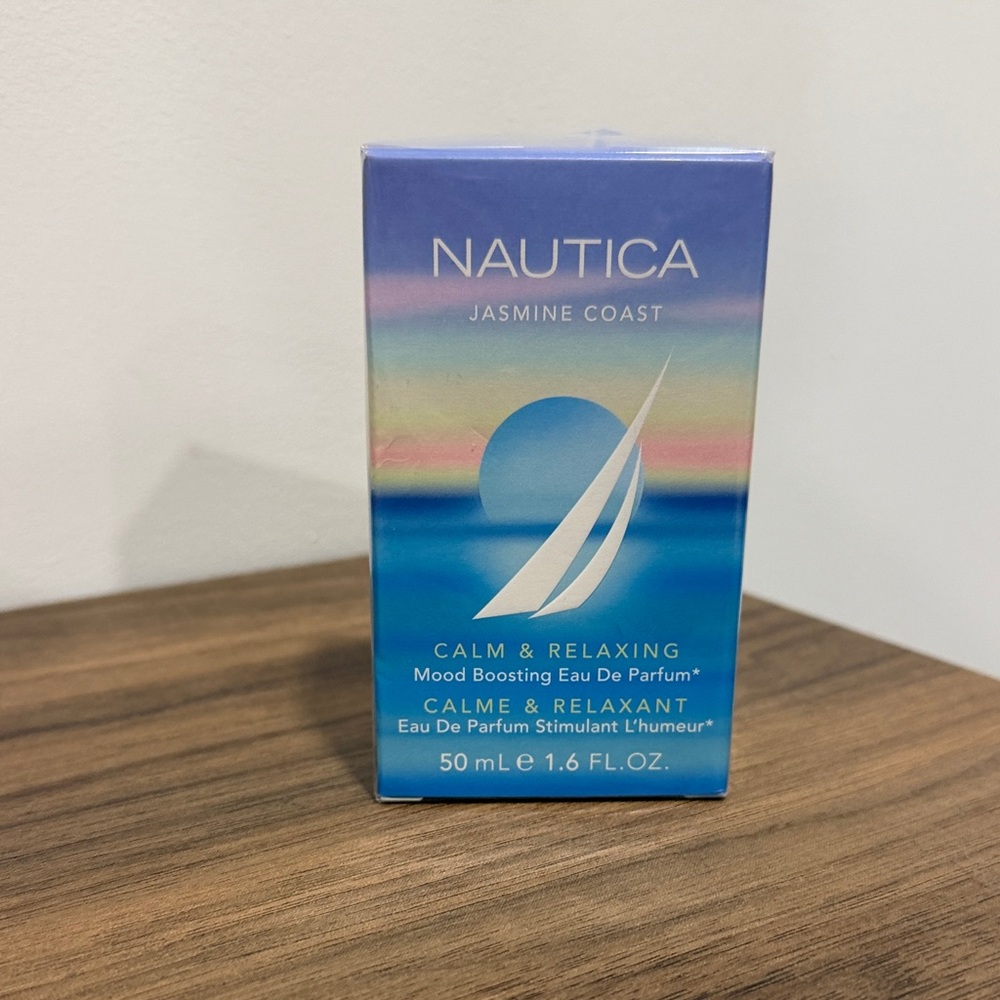 NAUTICA
JASMINE COAST
CALM & RELAXING
Mood Boosting Eau De Parfum*
CALME & RELAXANT
Eau De Parfum Stimulant L'humeur*
50 mL e 1.6 FL.OZ.